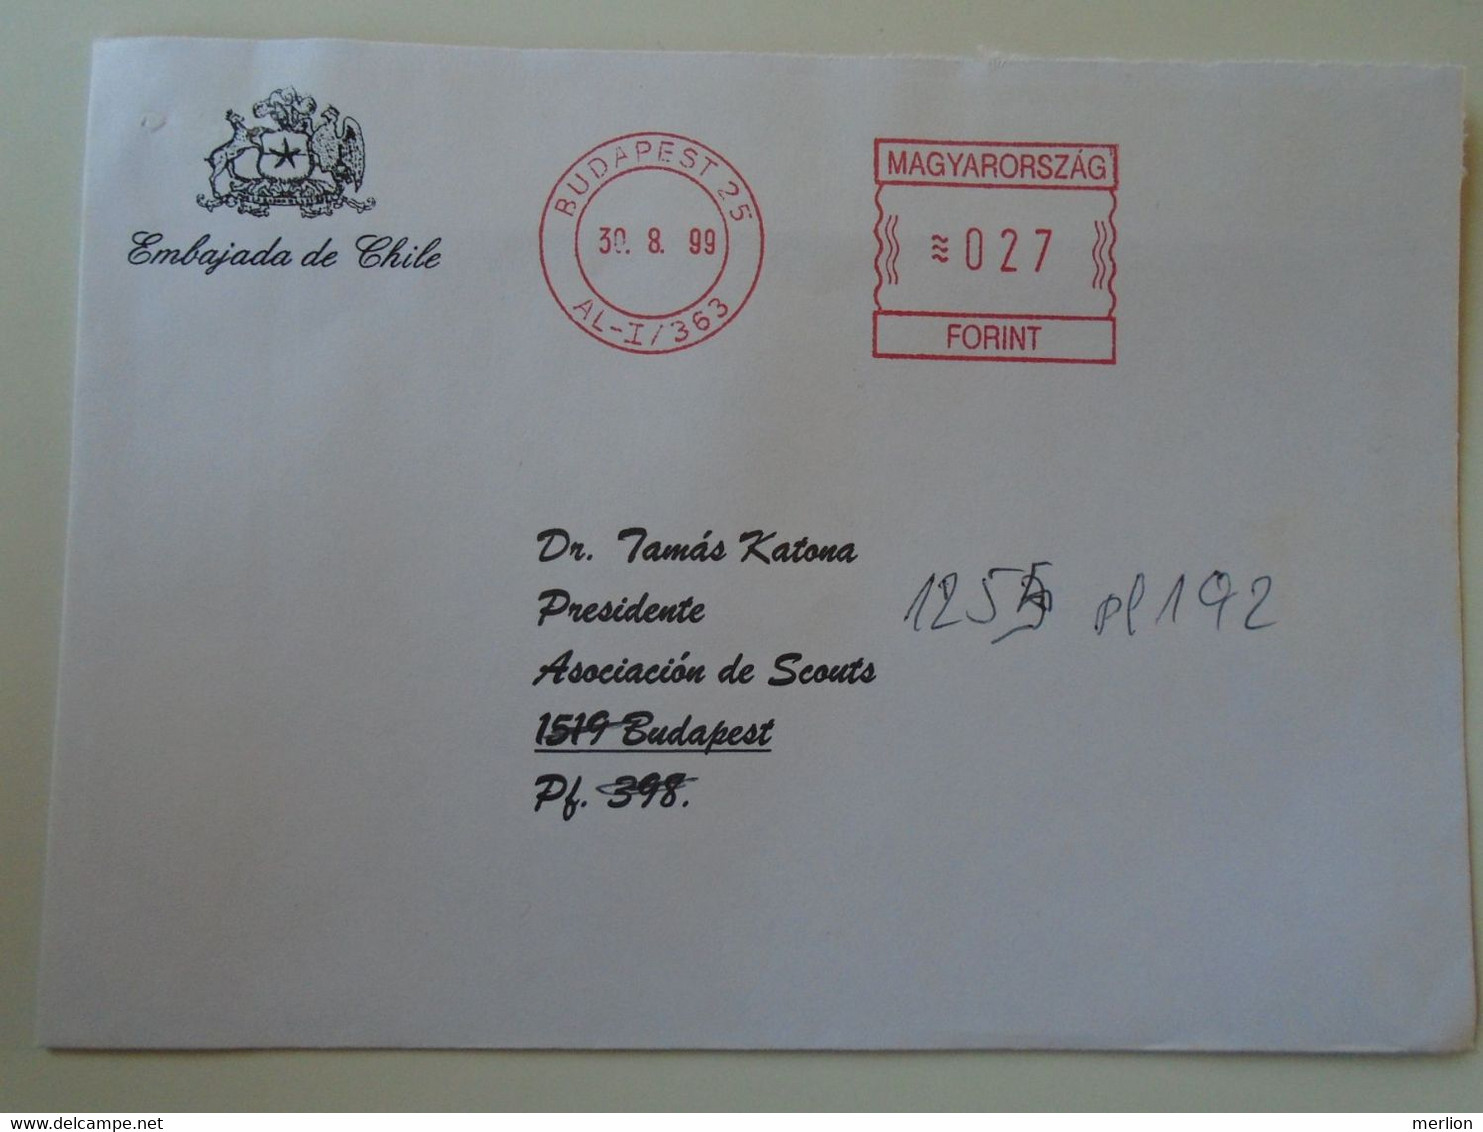 Embajada de Chile
BUDAPEST 25
30. 8. 99
AL-I/363
MAGYARORSZÁG
≋027
FORINT
Dr. Tamás Katona
Presidente
Asociación de Scouts
1519 Budapest
Pf. 398.
1255 pf 192
www.delcampe.net
merlion